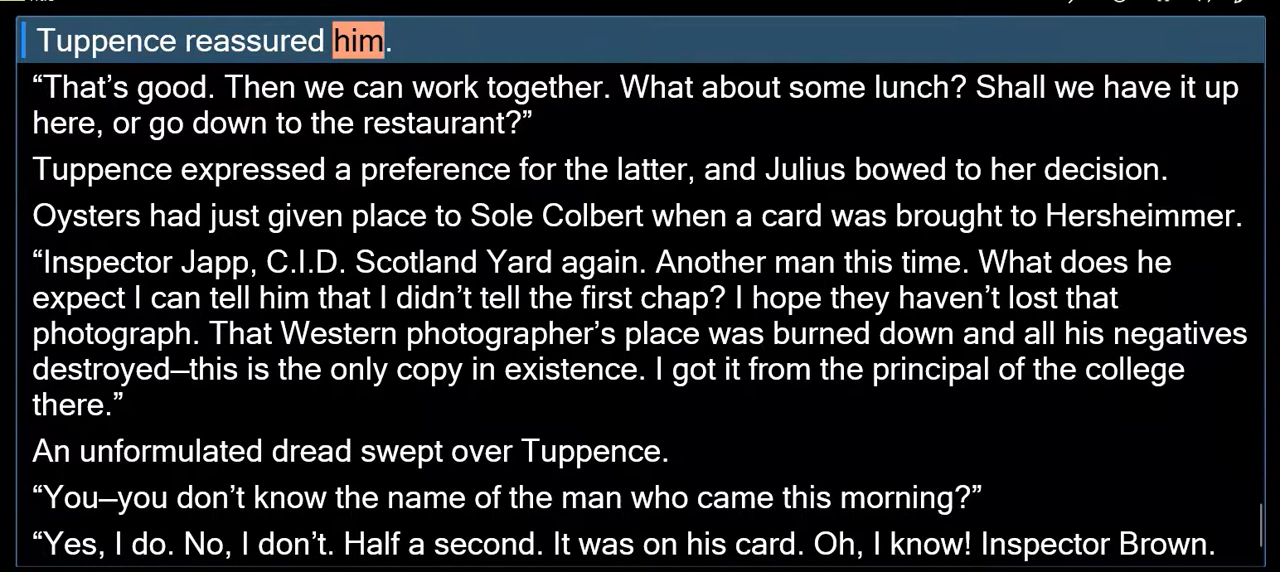 Tuppence reassured him.
“That’s good. Then we can work together. What about some lunch? Shall we have it up
here, or go down to the restaurant?”
Tuppence expressed a preference for the latter, and Julius bowed to her decision.
Oysters had just given place to Sole Colbert when a card was brought to Hersheimmer.
“Inspector Japp, C.I.D. Scotland Yard again. Another man this time. What does he
expect I can tell him that I didn’t tell the first chap? I hope they haven’t lost that
photograph. That Western photographer’s place was burned down and all his negatives
destroyed—this is the only copy in existence. I got it from the principal of the college
there.”
An unformulated dread swept over Tuppence.
“You—you don’t know the name of the man who came this morning?”
“Yes, I do. No, I don’t. Half a second. It was on his card. Oh, I know! Inspector Brown.